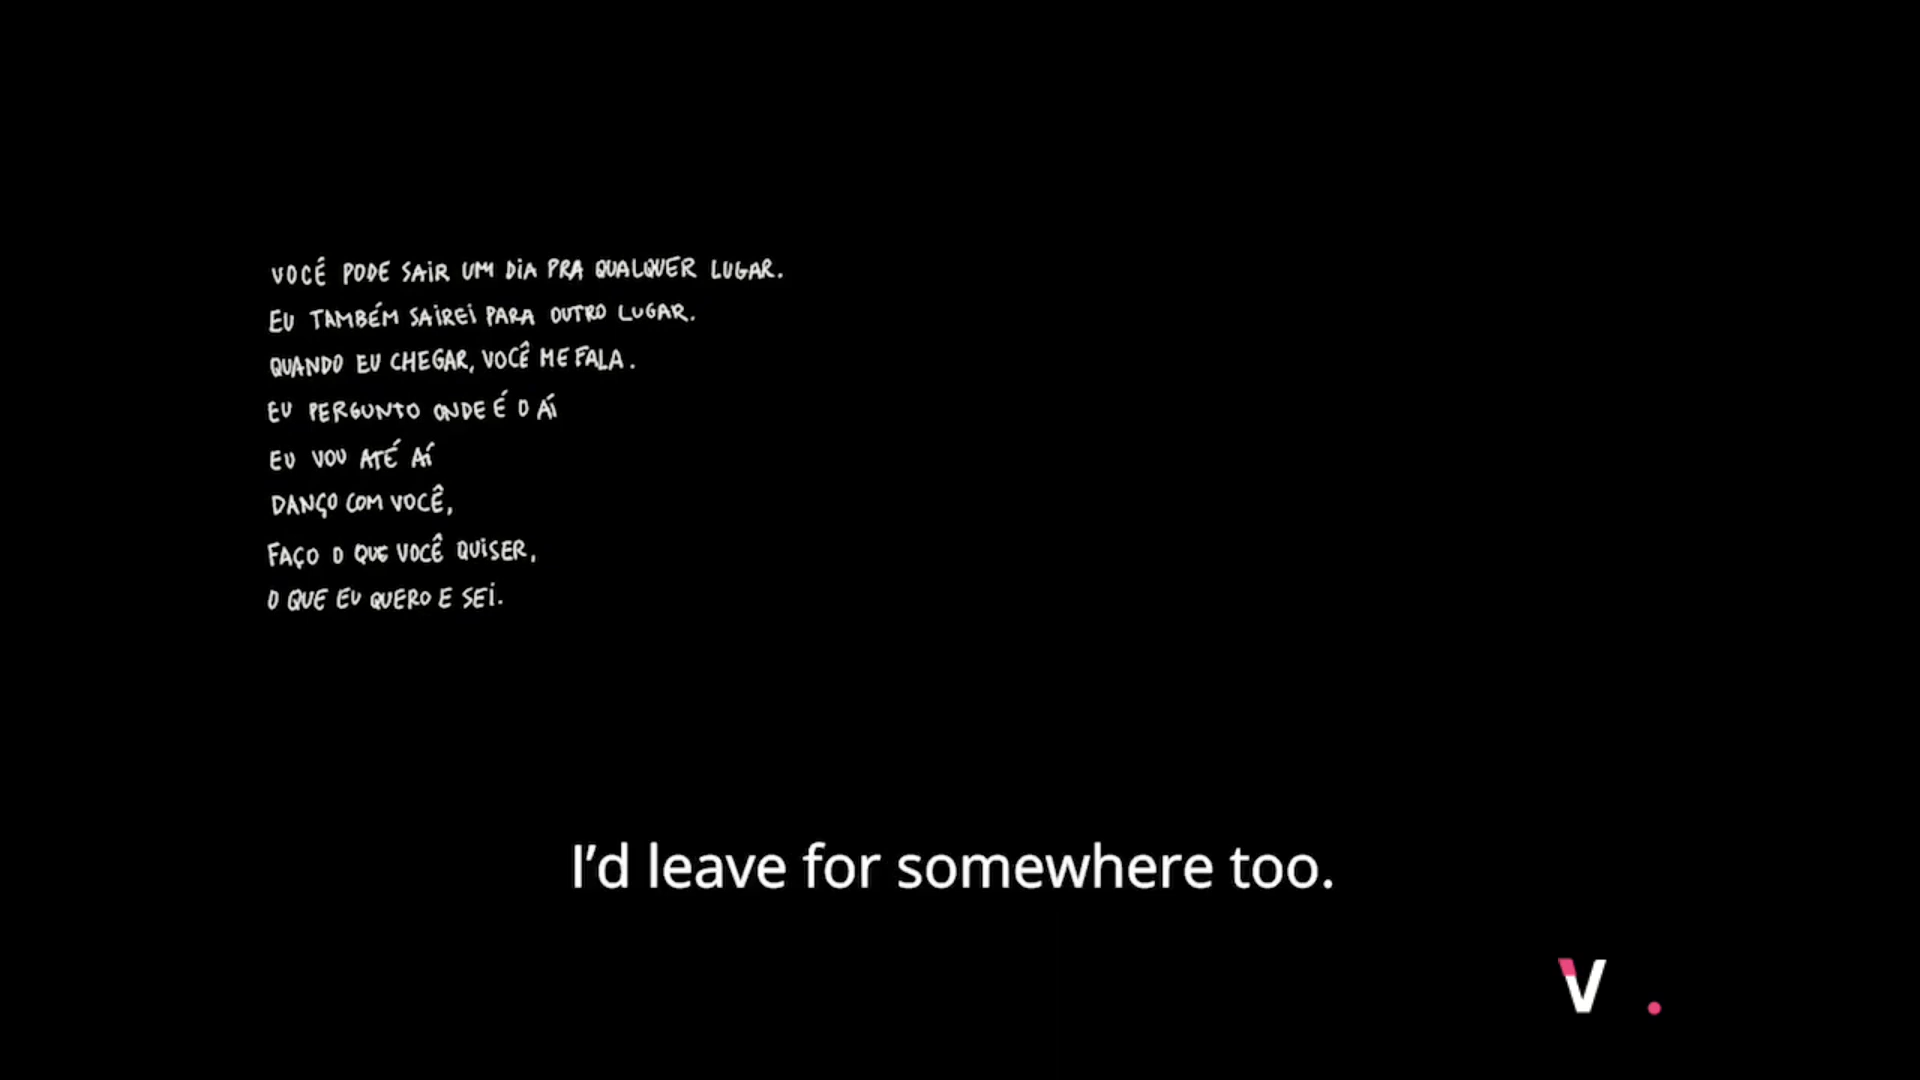 VOCÊ PODE SAIR UM DIA PRA QUALQUER LUGAR.
EU TAMBÉM SAIREI PARA OUTRO LUGAR.
QUANDO EU CHEGAR, VOCÊ ME FALA.
EU PERGUNTO ONDE É O AÍ
EU VOU ATÉ AÍ
DANÇO COM VOCÊ,
FAÇO O QUE VOCÊ QUISER,
O QUE EU QUERO E SEI.
I’d leave for somewhere too.
V .